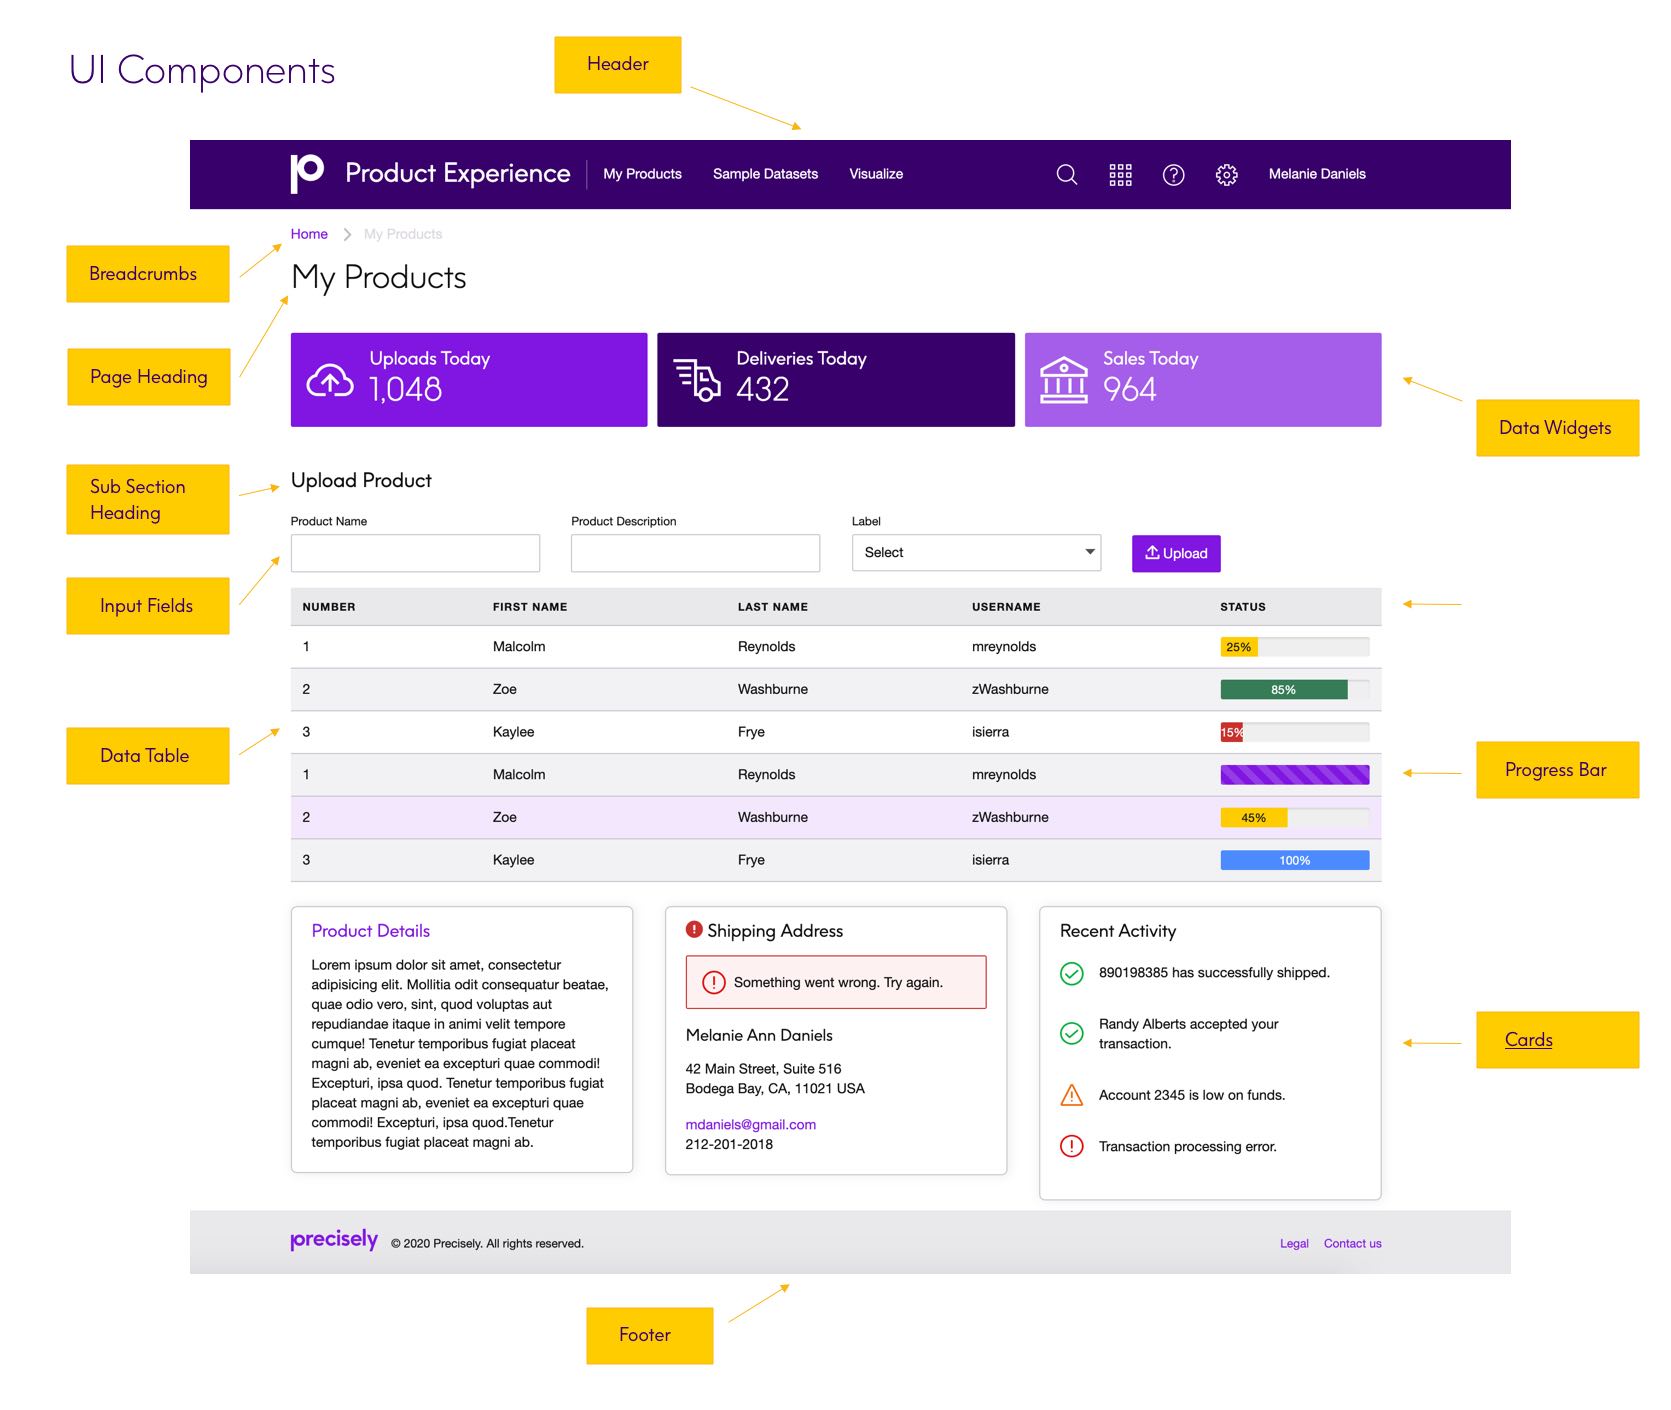 UI Components
Header
Product Experience My Products Sample Datasets Visualize Melanie Daniels
Home My Products
Breadcrumbs
My Products
Page Heading
Uploads Today
1,048
Deliveries Today
432
Sales Today
964
Data Widgets
Sub Section
Heading
Upload Product
Product Name
Product Description
Label
Select
Upload
Input Fields
NUMBER FIRST NAME LAST NAME USERNAME STATUS
1 Malcolm Reynolds mreynolds 25%
2 Zoe Washburne zWashburne 85%
3 Kaylee Frye isierra 15%
Data Table
1 Malcolm Reynolds mreynolds
Progress Bar
2 Zoe Washburne zWashburne 45%
3 Kaylee Frye isierra 100%
Product Details
Lorem ipsum dolor sit amet, consectetur
adipisicing elit. Mollitia odit consequatur beatae,
quae odio vero, sint, quod voluptas aut
repudiandae itaque in animi velit tempore
cumque! Tenetur temporibus fugiat placeat
magni ab, eveniet ea excepturi quae commodi!
Excepturi, ipsa quod. Tenetur temporibus fugiat
placeat magni ab, eveniet ea excepturi quae
commodi! Excepturi, ipsa quod.Tenetur
temporibus fugiat placeat magni ab.
Shipping Address
Something went wrong. Try again.
Melanie Ann Daniels
42 Main Street, Suite 516
Bodega Bay, CA, 11021 USA
mdaniels@gmail.com
212-201-2018
Recent Activity
890198385 has successfully shipped.
Randy Alberts accepted your
transaction.
Account 2345 is low on funds.
Transaction processing error.
Cards
precisely © 2020 Precisely. All rights reserved. Legal Contact us
Footer